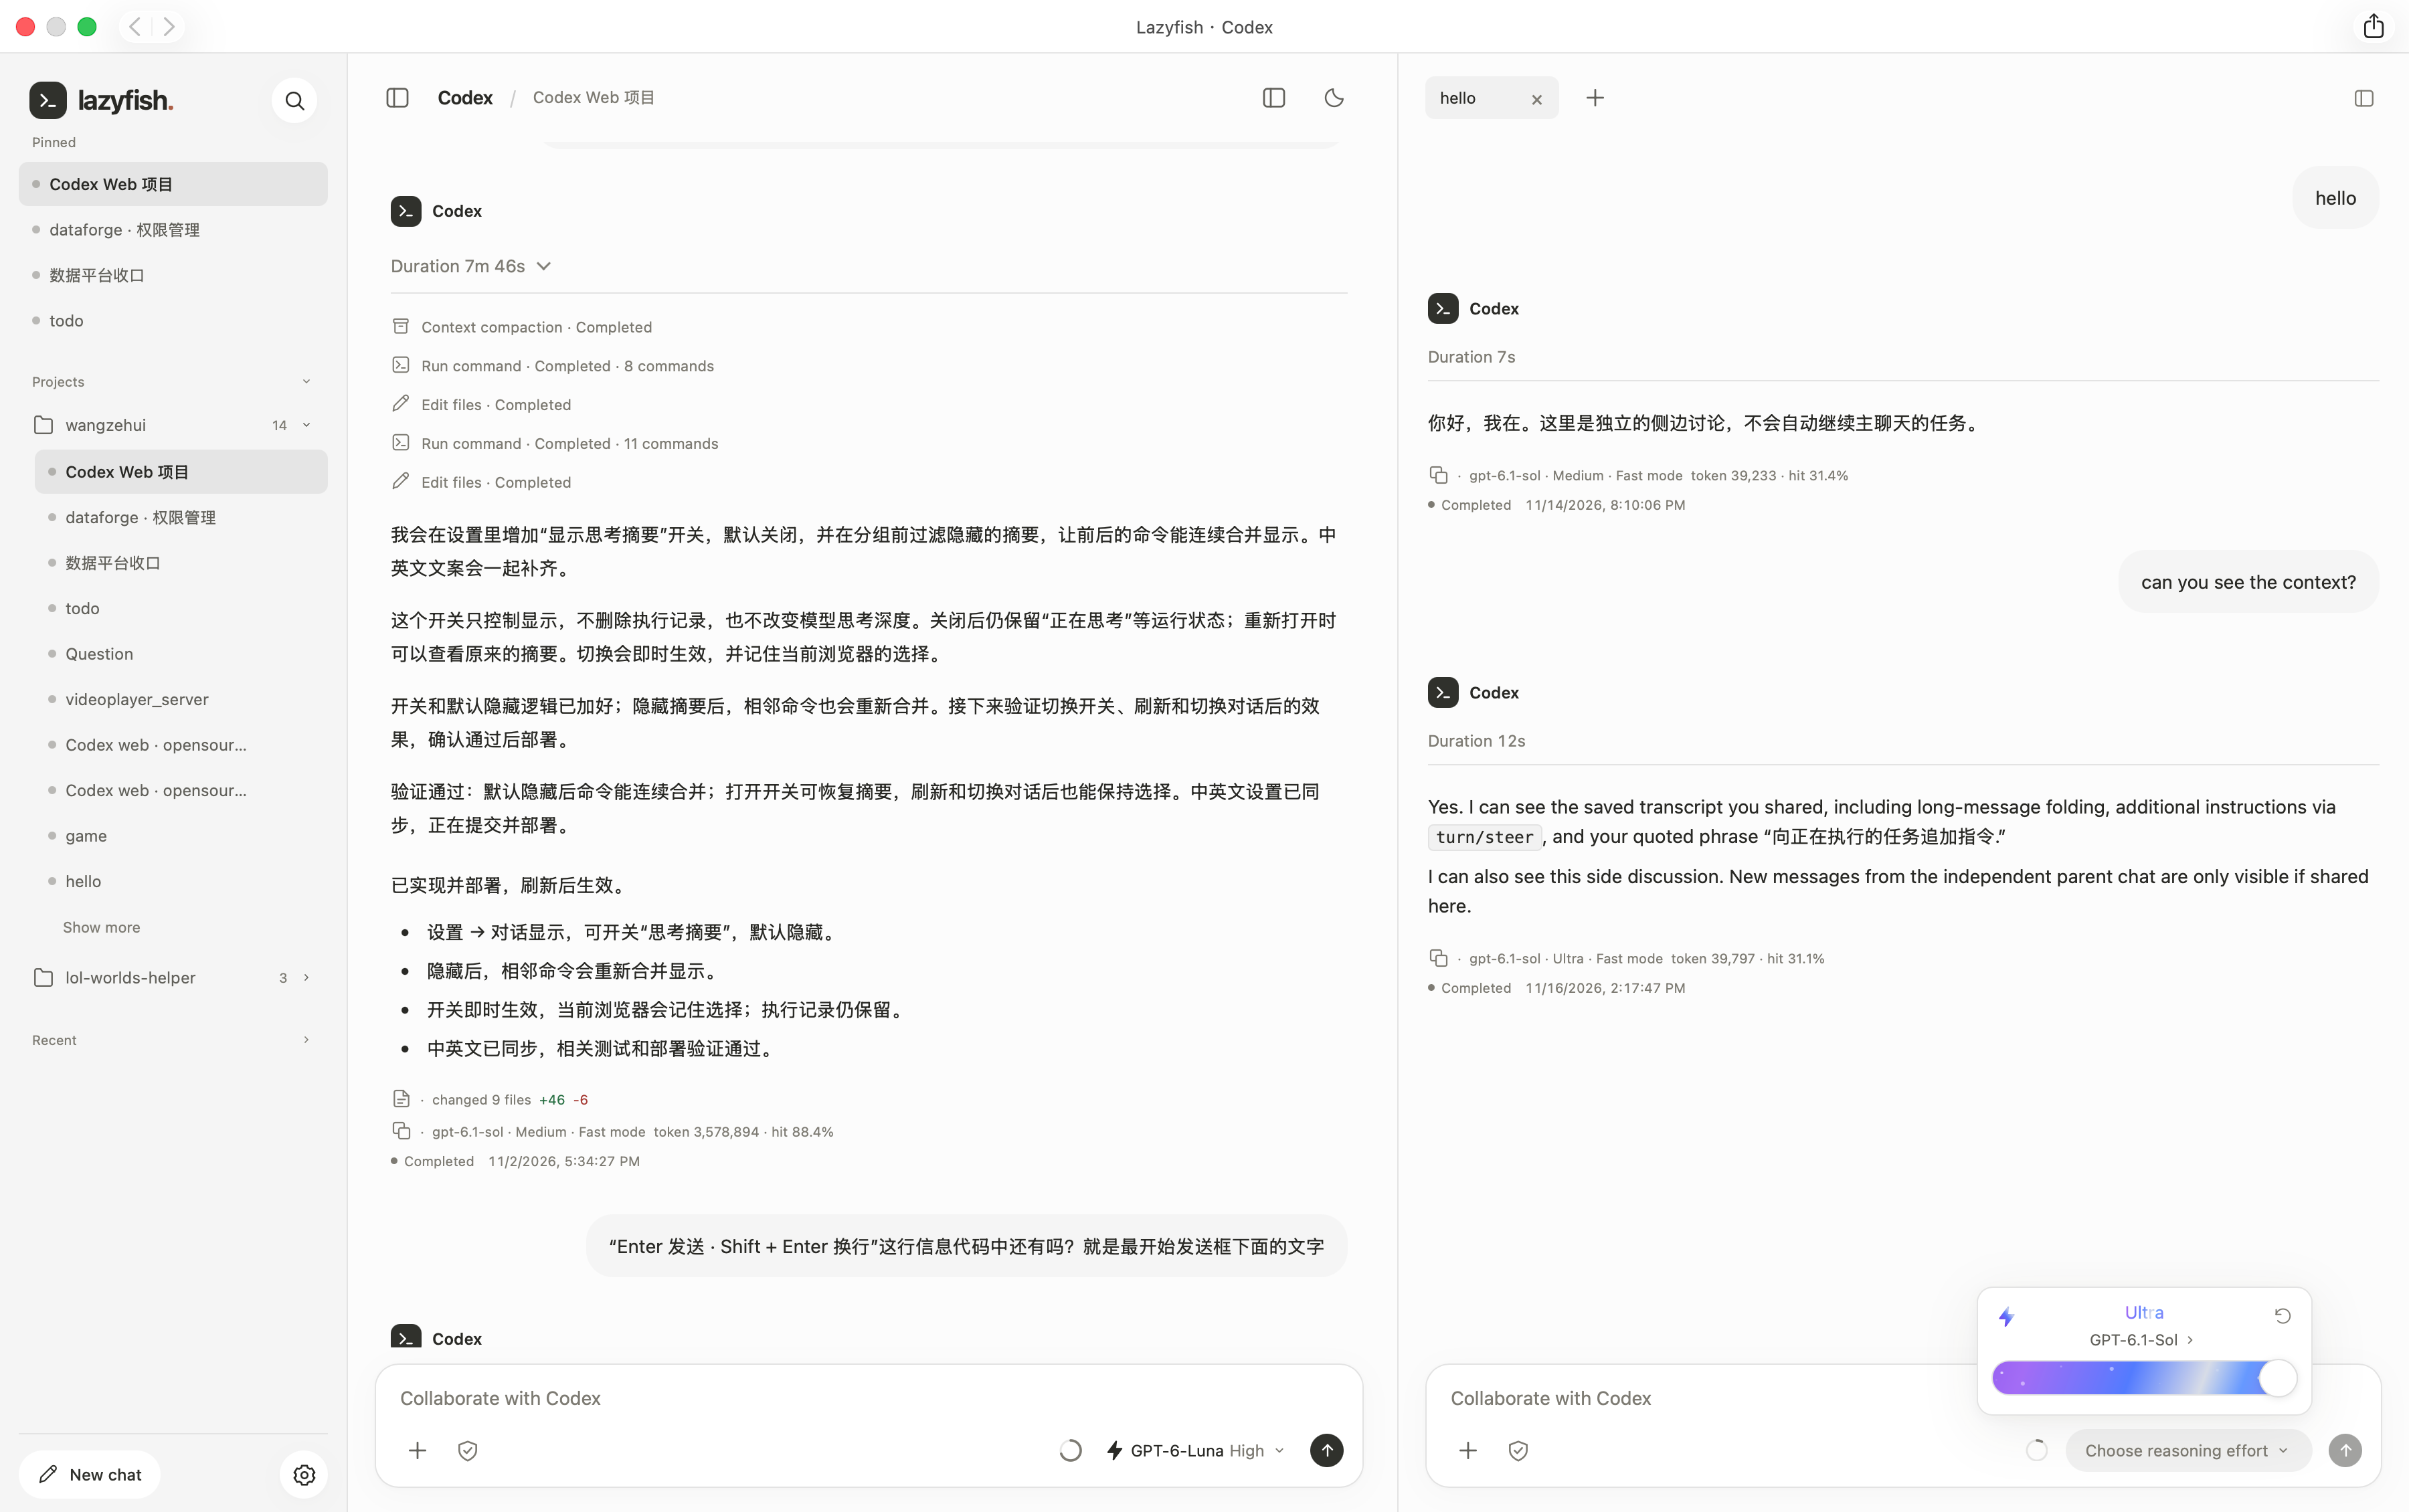 Lazyfish · Codex
lazyfish.
Pinned
Codex Web 项目
dataforge · 权限管理
数据平台收口
todo
Projects
wangzehui 14
Codex Web 项目
dataforge · 权限管理
数据平台收口
todo
Question
videoplayer_server
Codex web · opensour...
Codex web · opensour...
game
hello
Show more
lol-worlds-helper 3
Recent
New chat
Codex / Codex Web 项目
Codex
Duration 7m 46s
Context compaction · Completed
Run command · Completed · 8 commands
Edit files · Completed
Run command · Completed · 11 commands
Edit files · Completed
我会在设置里增加“显示思考摘要”开关，默认关闭，并在分组前过滤隐藏的摘要，让前后的命令能连续合并显示。中
英文文案会一起补齐。
这个开关只控制显示，不删除执行记录，也不改变模型思考深度。关闭后仍保留“正在思考”等运行状态；重新打开时
可以查看原来的摘要。切换会即时生效，并记住当前浏览器的选择。
开关和默认隐藏逻辑已加好；隐藏摘要后，相邻命令也会重新合并。接下来验证切换开关、刷新和切换对话后的效
果，确认通过后部署。
验证通过：默认隐藏后命令能连续合并；打开开关可恢复摘要，刷新和切换对话后也能保持选择。中英文设置已同
步，正在提交并部署。
已实现并部署，刷新后生效。
• 设置 → 对话显示，可开关“思考摘要”，默认隐藏。
• 隐藏后，相邻命令会重新合并显示。
• 开关即时生效，当前浏览器会记住选择；执行记录仍保留。
• 中英文已同步，相关测试和部署验证通过。
· changed 9 files +46 -6
· gpt-6.1-sol · Medium · Fast mode token 3,578,894 · hit 88.4%
Completed 11/2/2026, 5:34:27 PM
“Enter 发送 · Shift + Enter 换行”这行信息代码中还有吗？就是最开始发送框下面的文字
Codex
Collaborate with Codex
GPT-6-Luna High
hello
hello
Codex
Duration 7s
你好，我在。这里是独立的侧边讨论，不会自动继续主聊天的任务。
· gpt-6.1-sol · Medium · Fast mode token 39,233 · hit 31.4%
Completed 11/14/2026, 8:10:06 PM
can you see the context?
Codex
Duration 12s
Yes. I can see the saved transcript you shared, including long-message folding, additional instructions via
turn/steer, and your quoted phrase “向正在执行的任务追加指令.”
I can also see this side discussion. New messages from the independent parent chat are only visible if shared
here.
· gpt-6.1-sol · Ultra · Fast mode token 39,797 · hit 31.1%
Completed 11/16/2026, 2:17:47 PM
Ultra
GPT-6.1-Sol
Collaborate with Codex
Choose reasoning effort